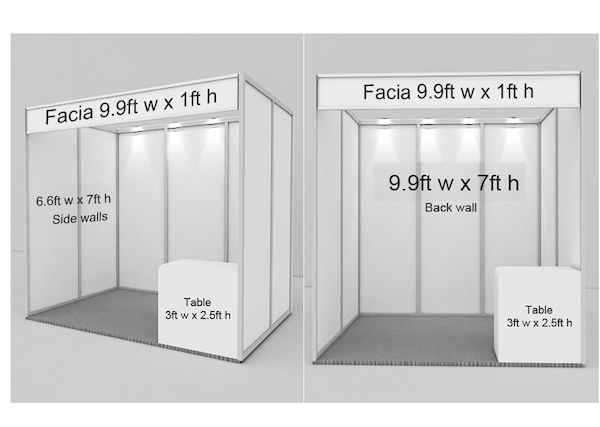 Facia 9.9ft w x 1ft h
6.6ft w x 7ft h
Side walls
Table
3ft w x 2.5ft h
Facia 9.9ft w x 1ft h
9.9ft w x 7ft h
Back wall
Table
3ft w x 2.5ft h